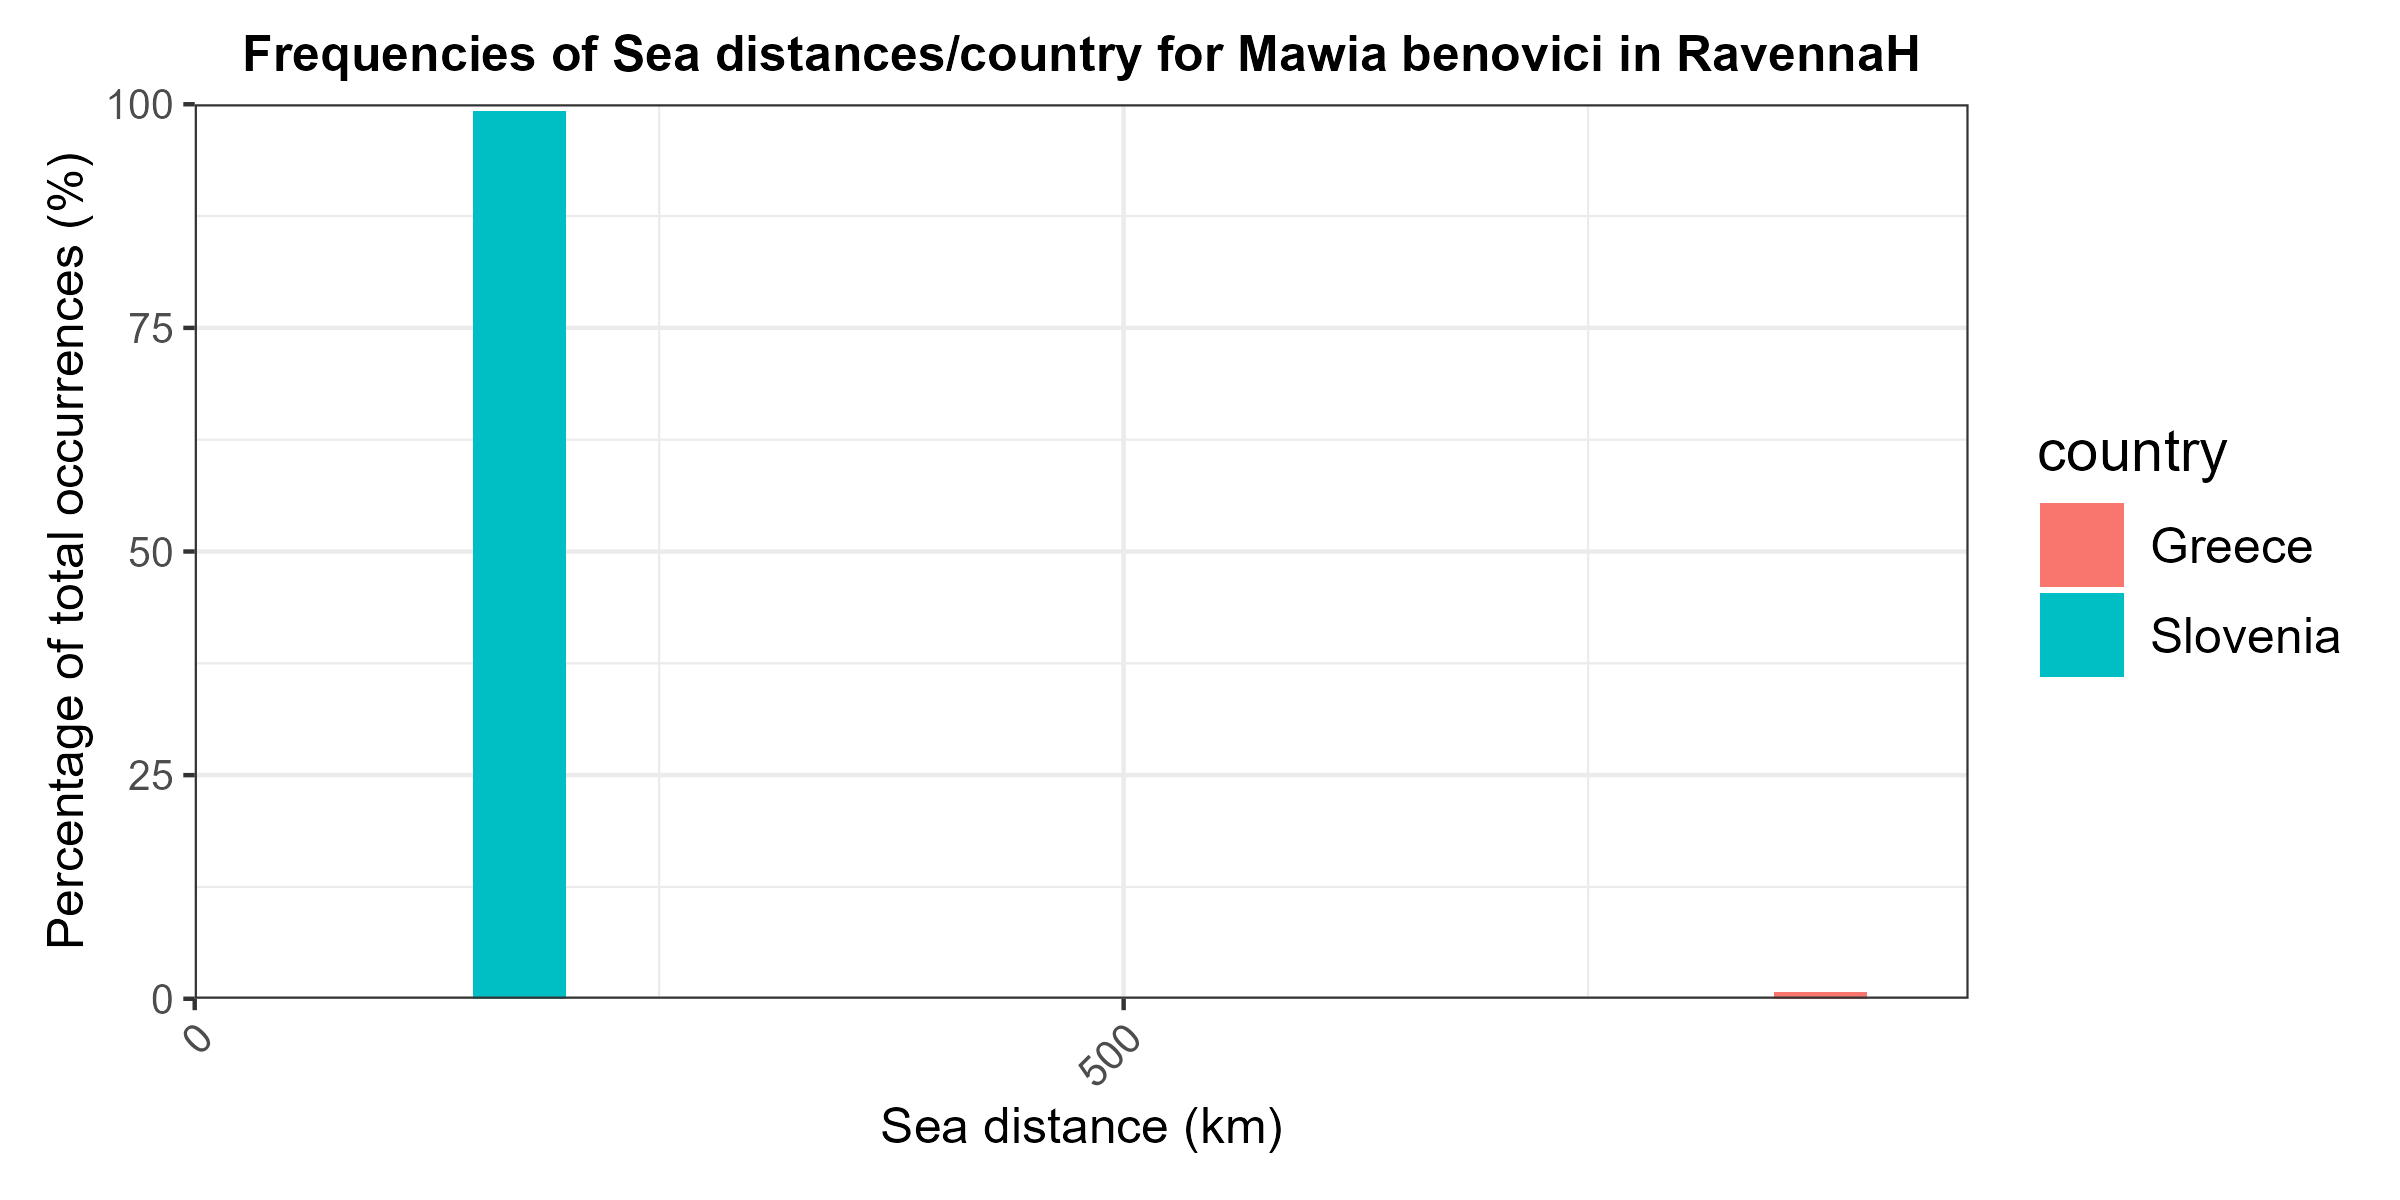 Frequencies of Sea distances/country for Mawia benovici in RavennaH
Percentage of total occurrences (%)
100
75
50
25
0
0
500
Sea distance (km)
country
Greece
Slovenia